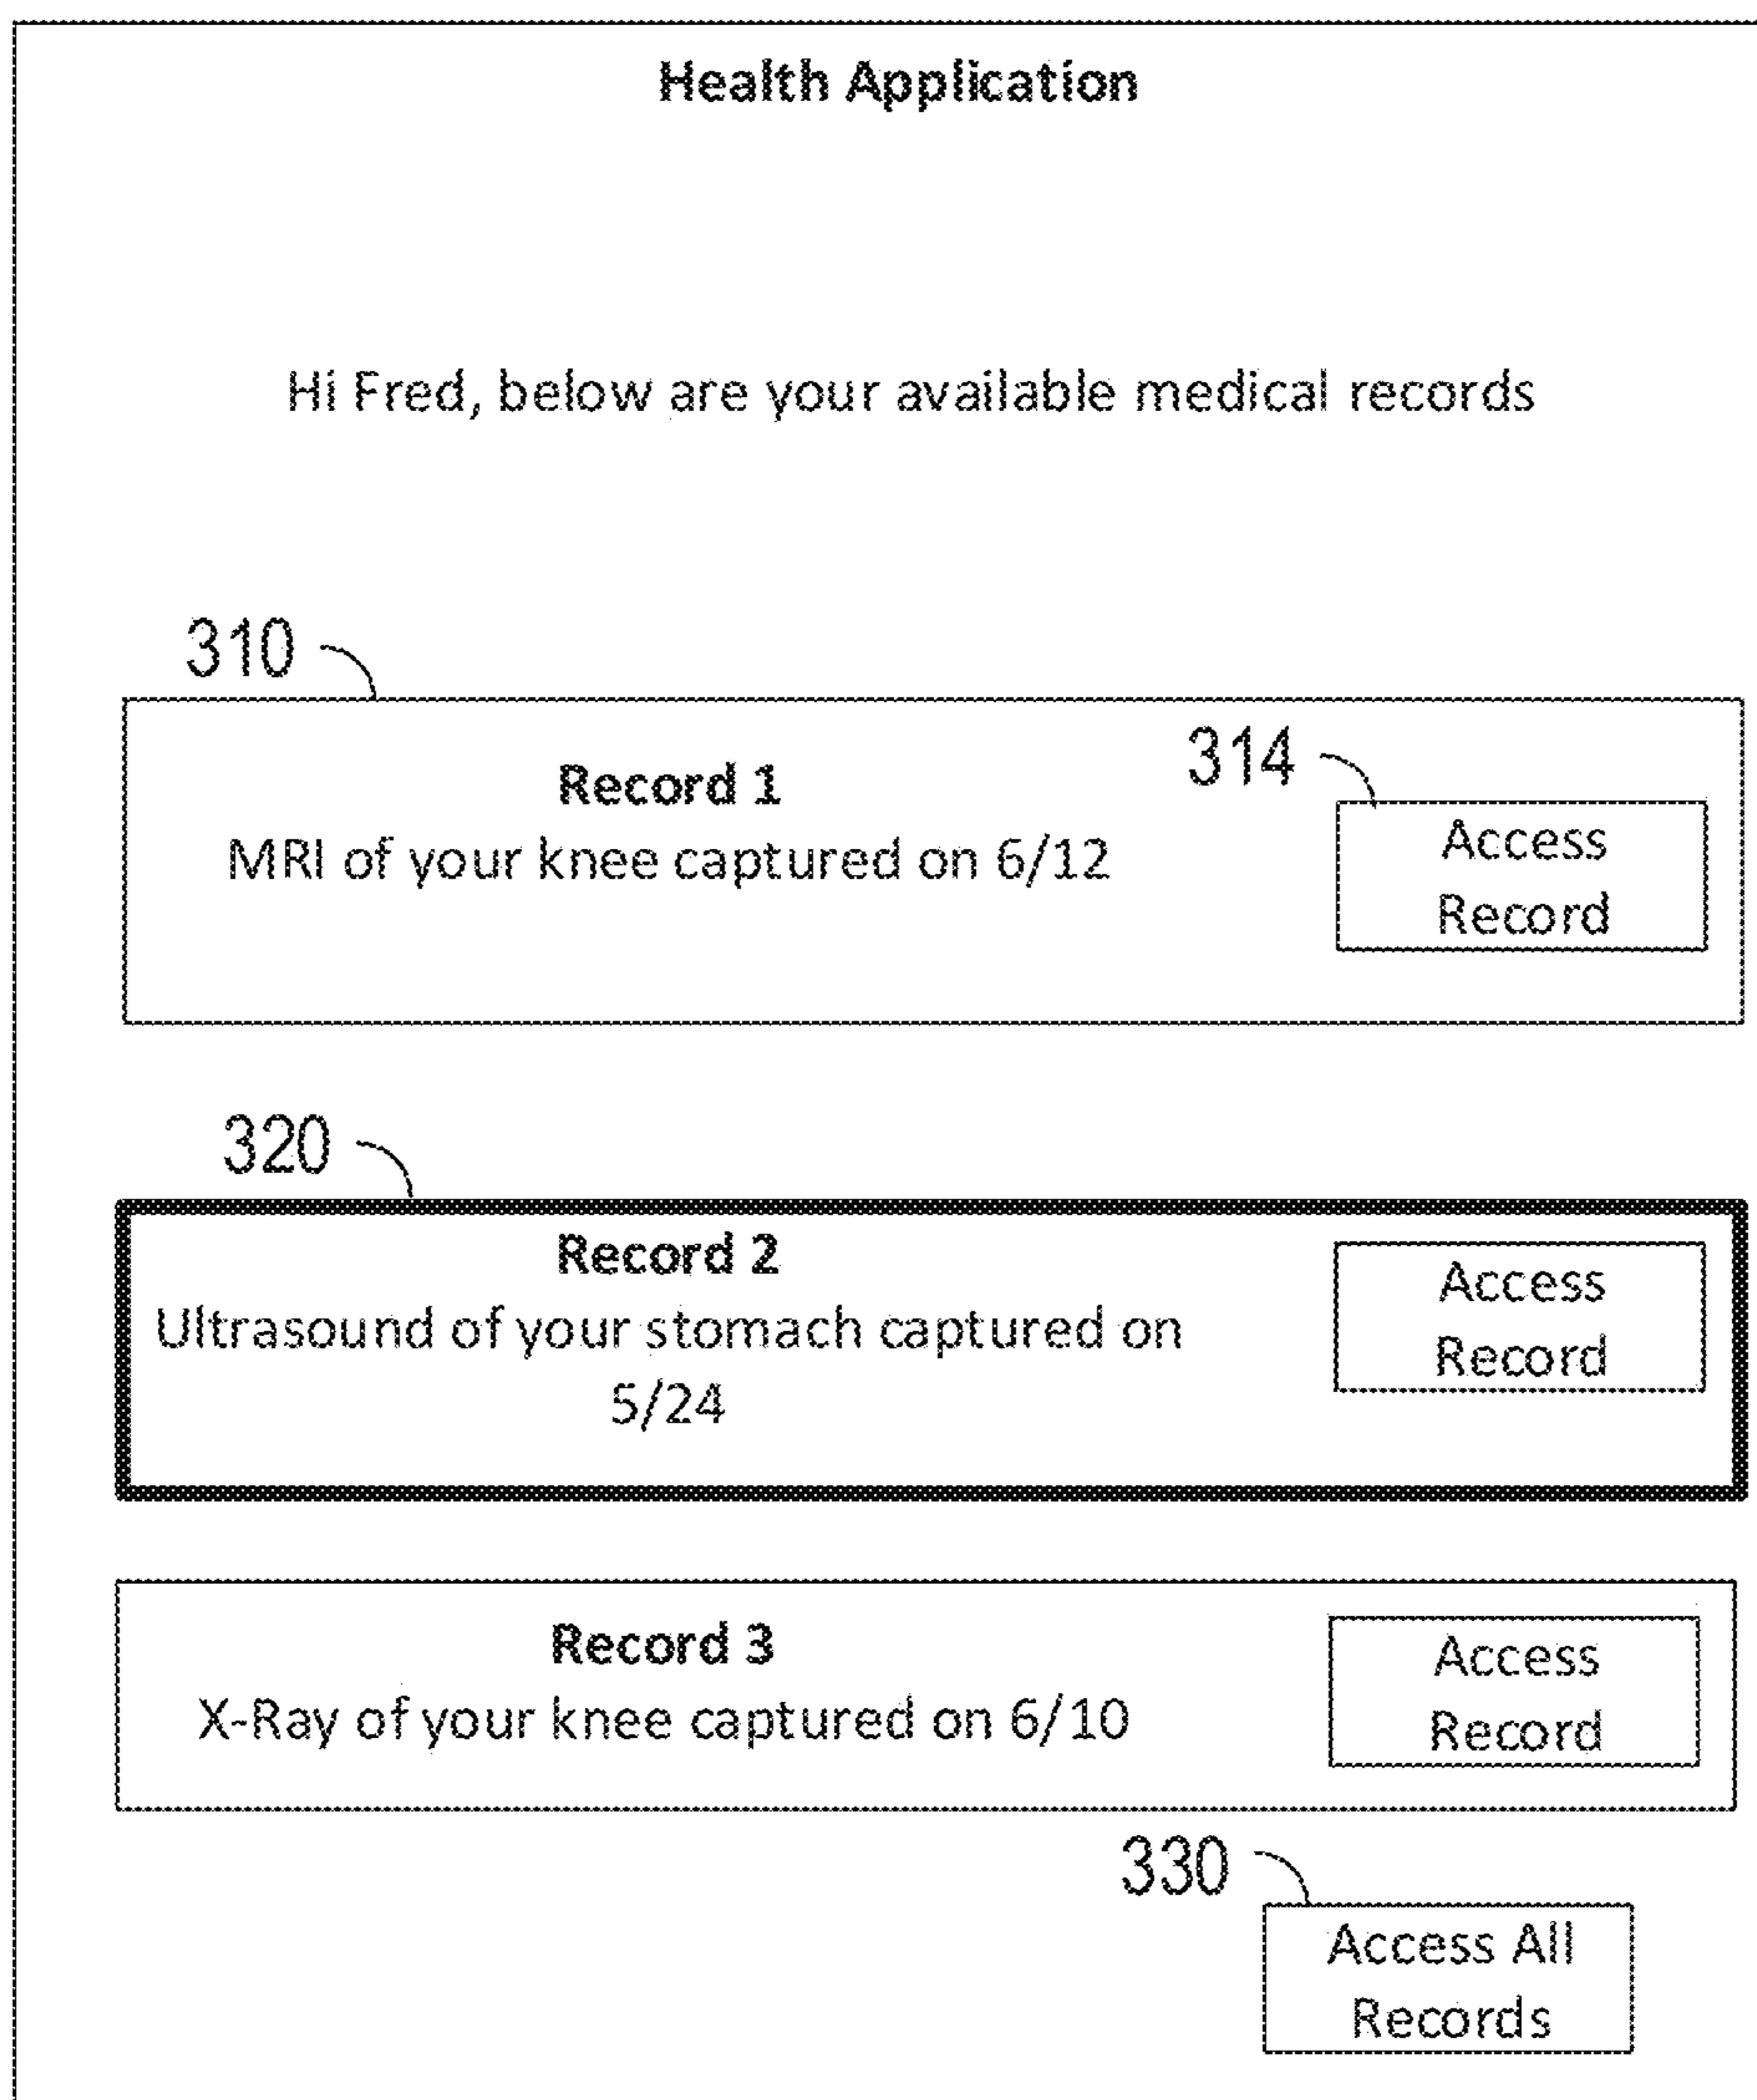 Health Application
Hi Fred, below are your available medical records
310
314
Record 1
MRI of your knee captured on 6/12
Access
Record
320
Record 2
Ultrasound of your stomach captured on
5/24
Access
Record
Record 3
X-Ray of your knee captured on 6/10
Access
Record
330
Access All
Records